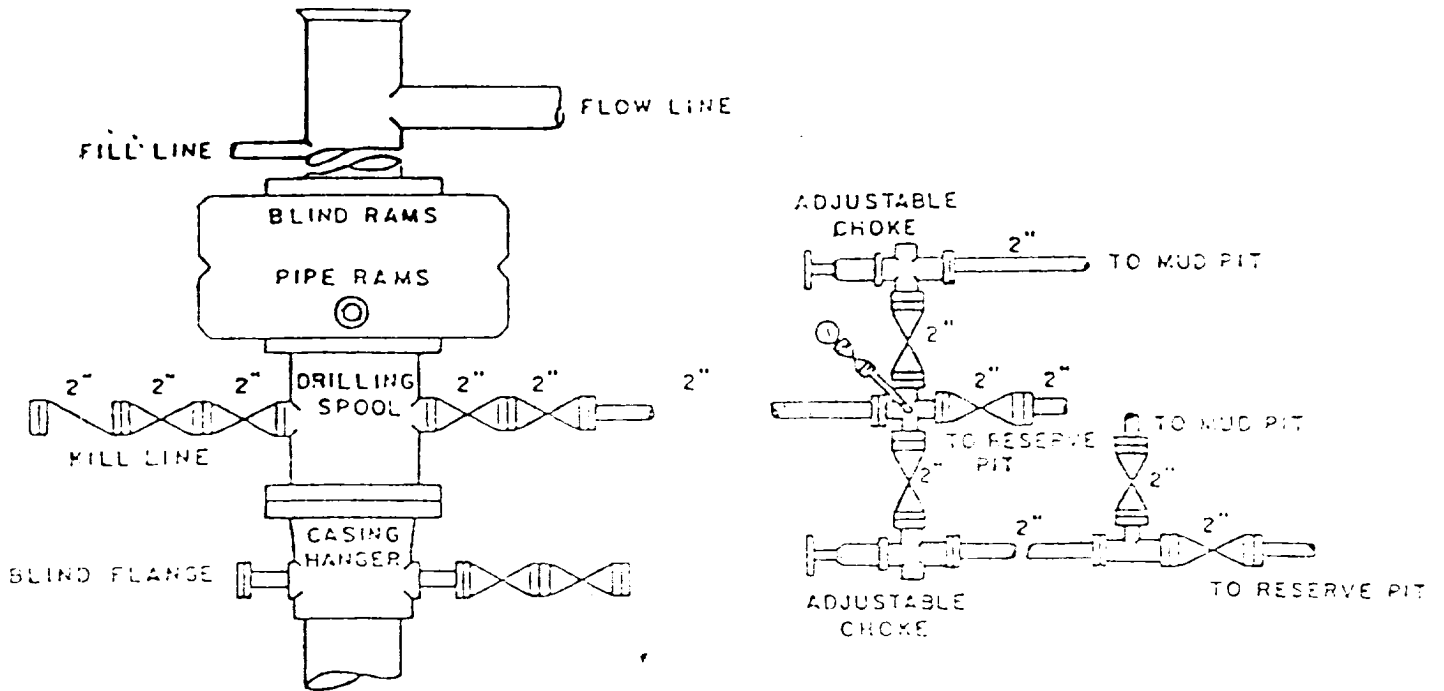 FLOW LINE
FILL LINE
BLIND RAMS
PIPE RAMS
2" 2" 2"
DRILLING
SPOOL
2" 2" 2"
KILL LINE
CASING
HANGER
BLIND FLANGE
ADJUSTABLE
CHOKE
2"
TO MUD PIT
2"
2" 2"
TO RESERVE
PIT
TO MUD PIT
2"
2"
2"
2"
ADJUSTABLE
CHOKE
TO RESERVE PIT